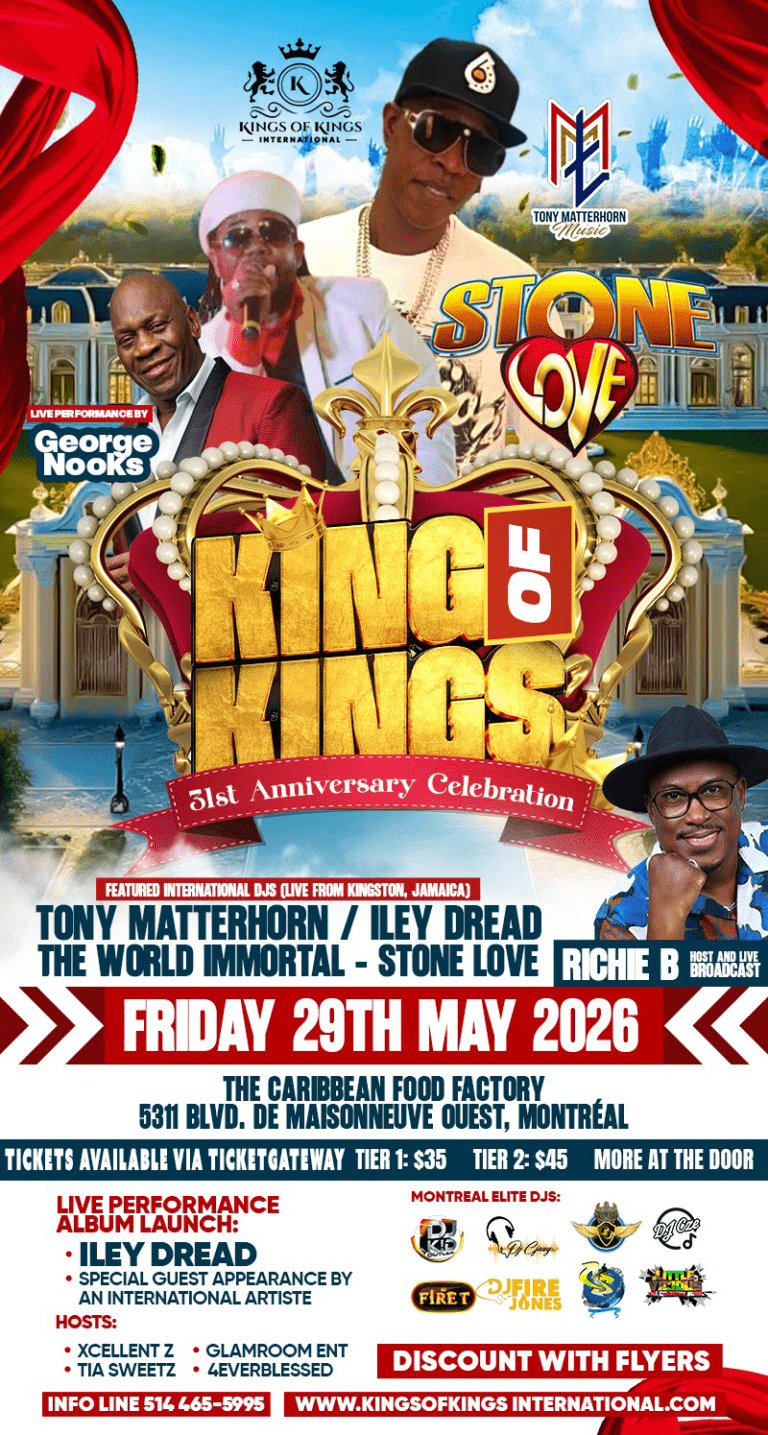 K
KINGS OF KINGS
INTERNATIONAL
6
TONY MATTERHORN
Music
STONE
LOVE
LIVE PERFORMANCE BY
George
Nooks
KING OF
KINGS
31st Anniversary Celebration
FEATURED INTERNATIONAL DJS (LIVE FROM KINGSTON, JAMAICA)
TONY MATTERHORN / ILEY DREAD
THE WORLD IMMORTAL - STONE LOVE
RICHIE B HOST AND LIVE
BROADCAST
FRIDAY 29TH MAY 2026
THE CARIBBEAN FOOD FACTORY
5311 BLVD. DE MAISONNEUVE OUEST, MONTRÉAL
TICKETS AVAILABLE VIA TICKETGATEWAY TIER 1: $35 TIER 2: $45 MORE AT THE DOOR
LIVE PERFORMANCE
ALBUM LAUNCH:
• ILEY DREAD
• SPECIAL GUEST APPEARANCE BY
AN INTERNATIONAL ARTISTE
HOSTS:
• XCELLENT Z • GLAMROOM ENT
• TIA SWEETZ • 4EVERBLESSED
MONTREAL ELITE DJS:
DJ
KID
DJ Cze
FIRE T
DJ FIRE
JONES
DISCOUNT WITH FLYERS
INFO LINE 514 465-5995
WWW.KINGSOFKINGS INTERNATIONAL.COM